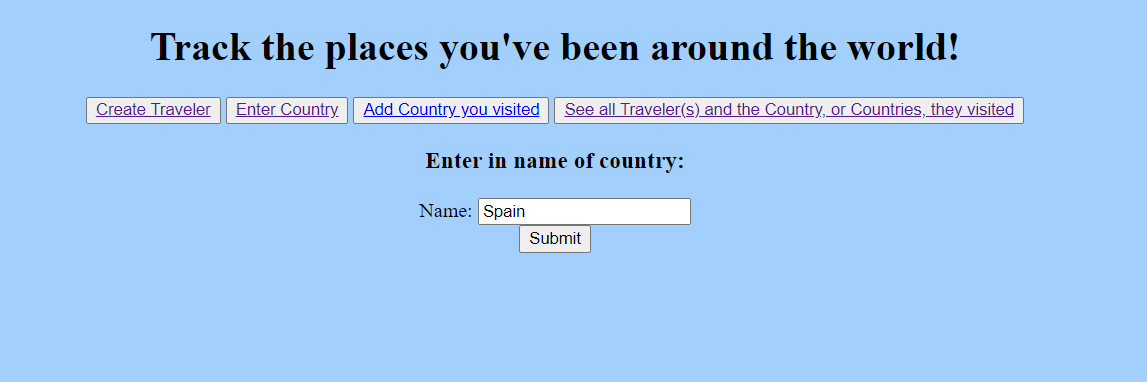 Track the places you've been around the world!
Create Traveler Enter Country Add Country you visited See all Traveler(s) and the Country, or Countries, they visited
Enter in name of country:
Name: Spain
Submit